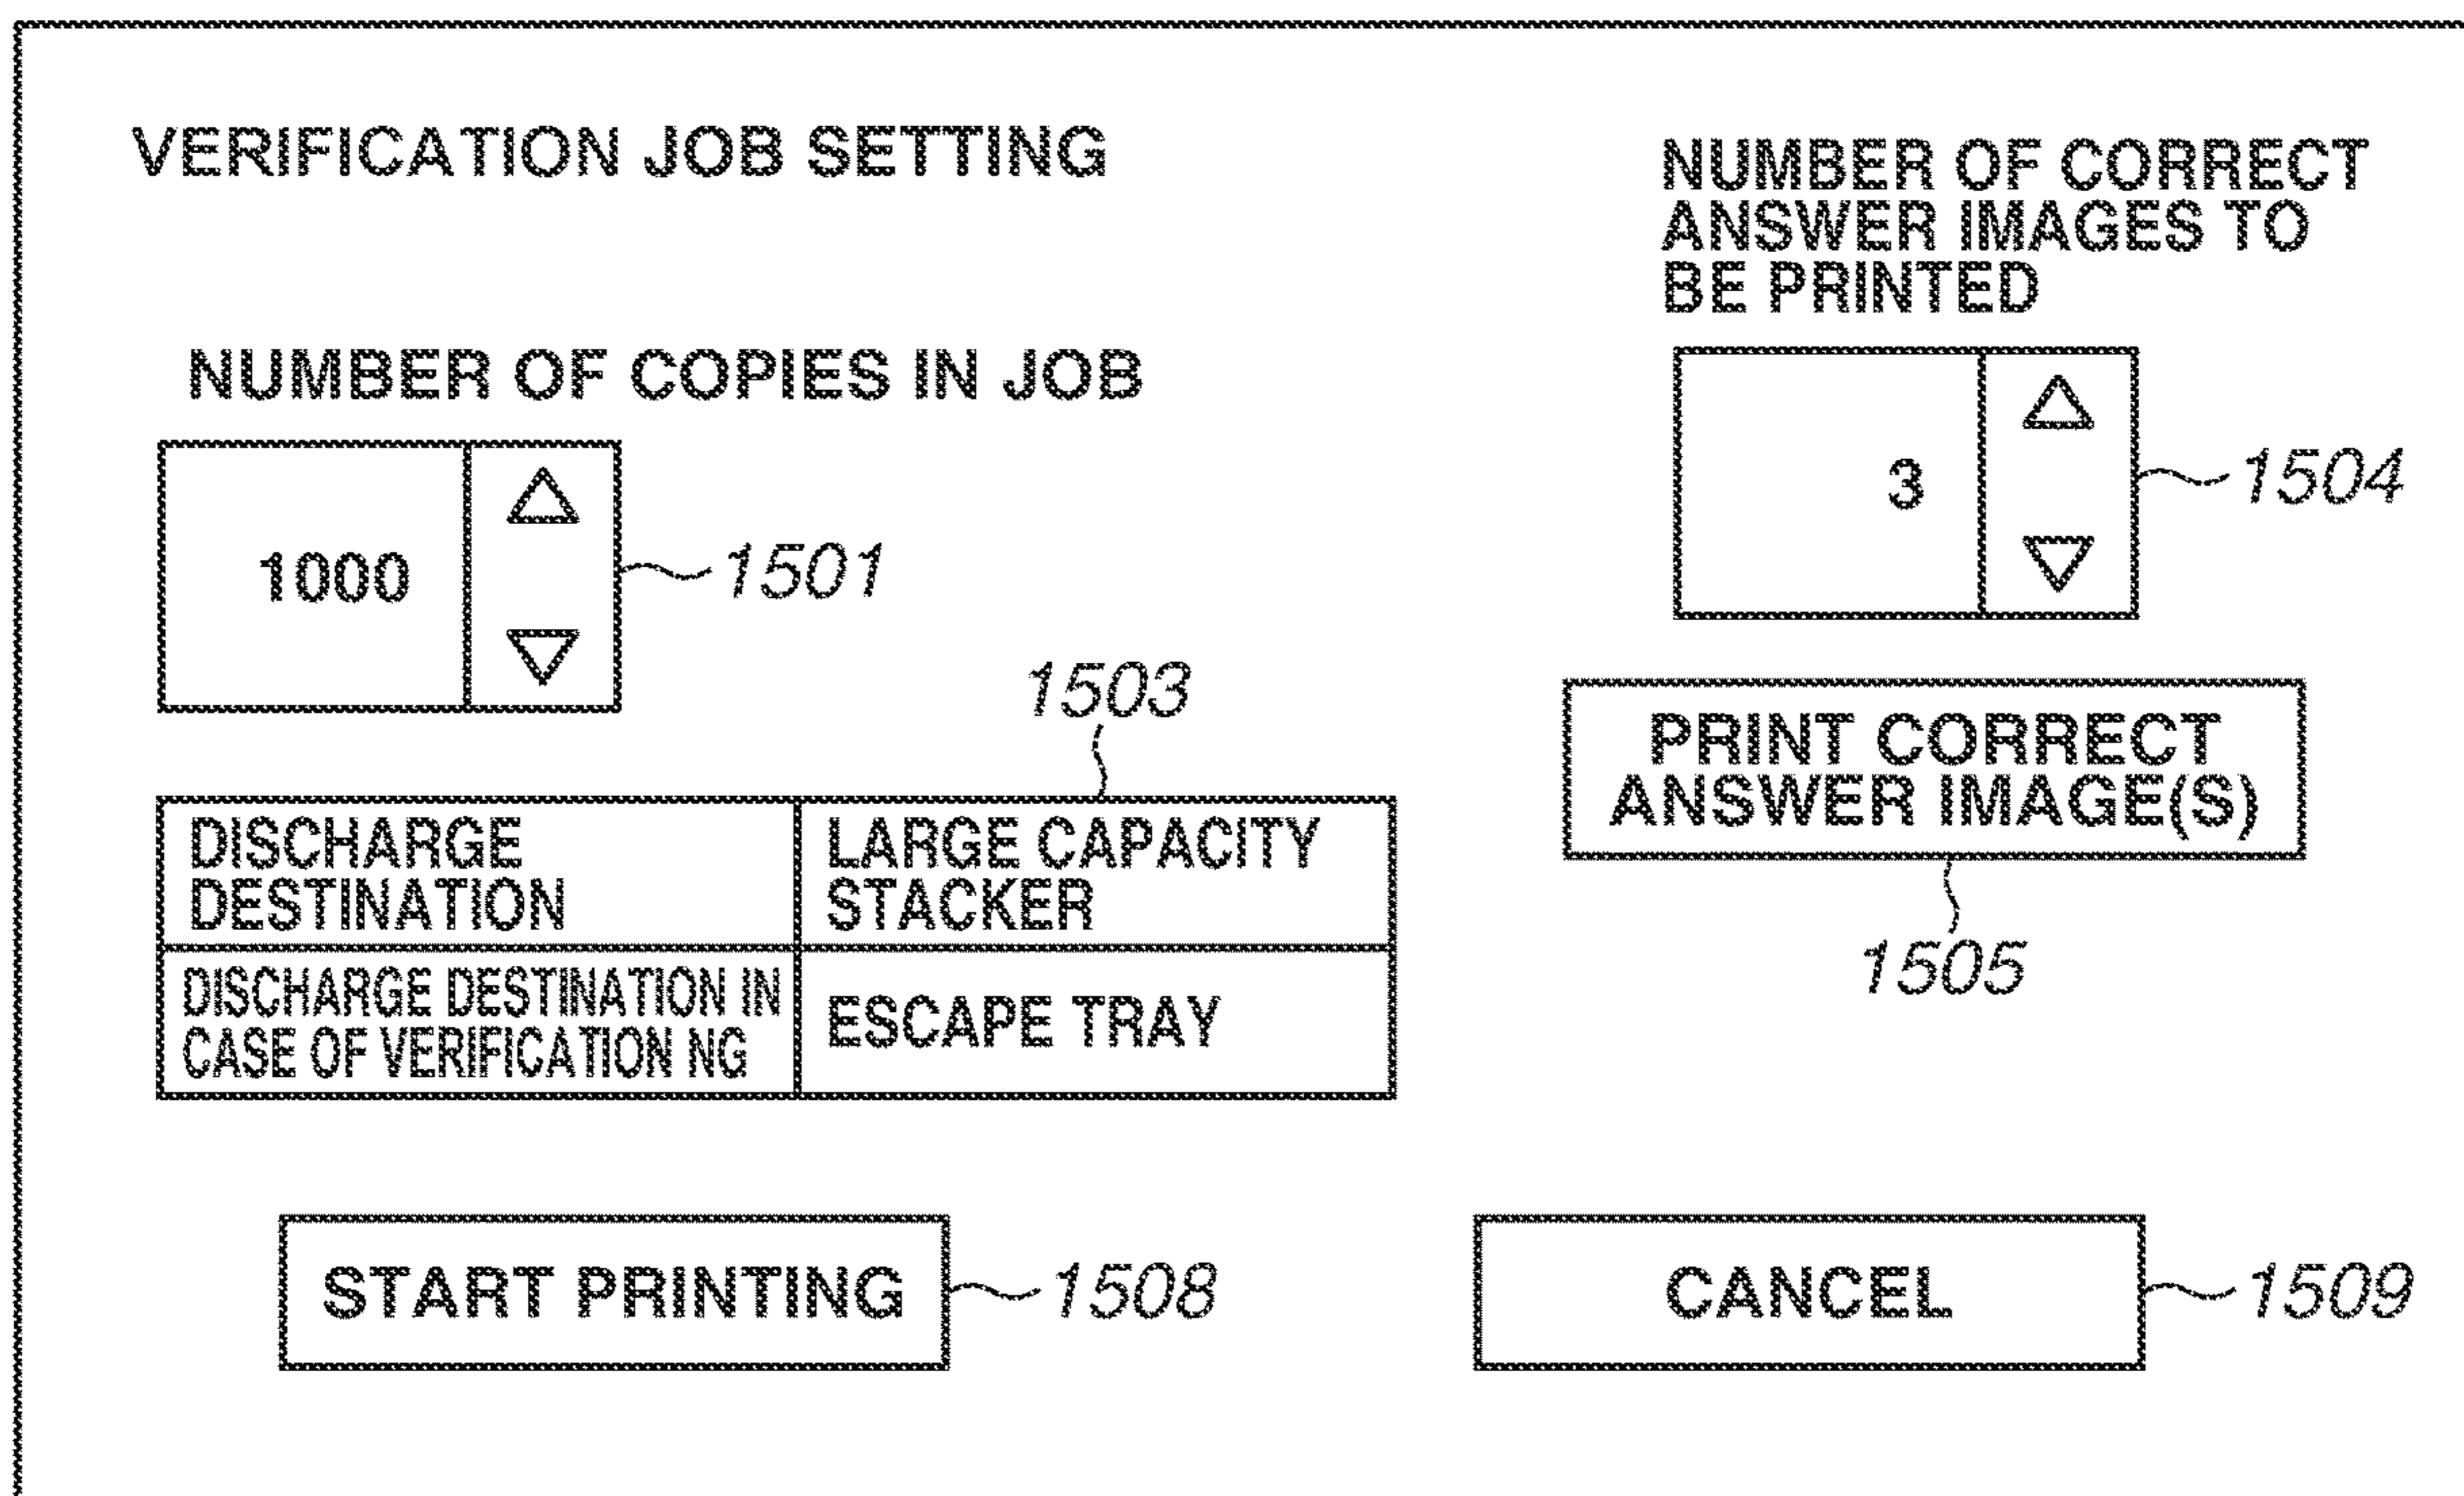 VERIFICATION JOB SETTING
NUMBER OF COPIES IN JOB
1000
1501
NUMBER OF CORRECT
ANSWER IMAGES TO
BE PRINTED
3
1504
PRINT CORRECT
ANSWER IMAGE(S)
1505
1503
DISCHARGE
DESTINATION
LARGE CAPACITY
STACKER
DISCHARGE DESTINATION IN
CASE OF VERIFICATION NG
ESCAPE TRAY
START PRINTING
1508
CANCEL
1509